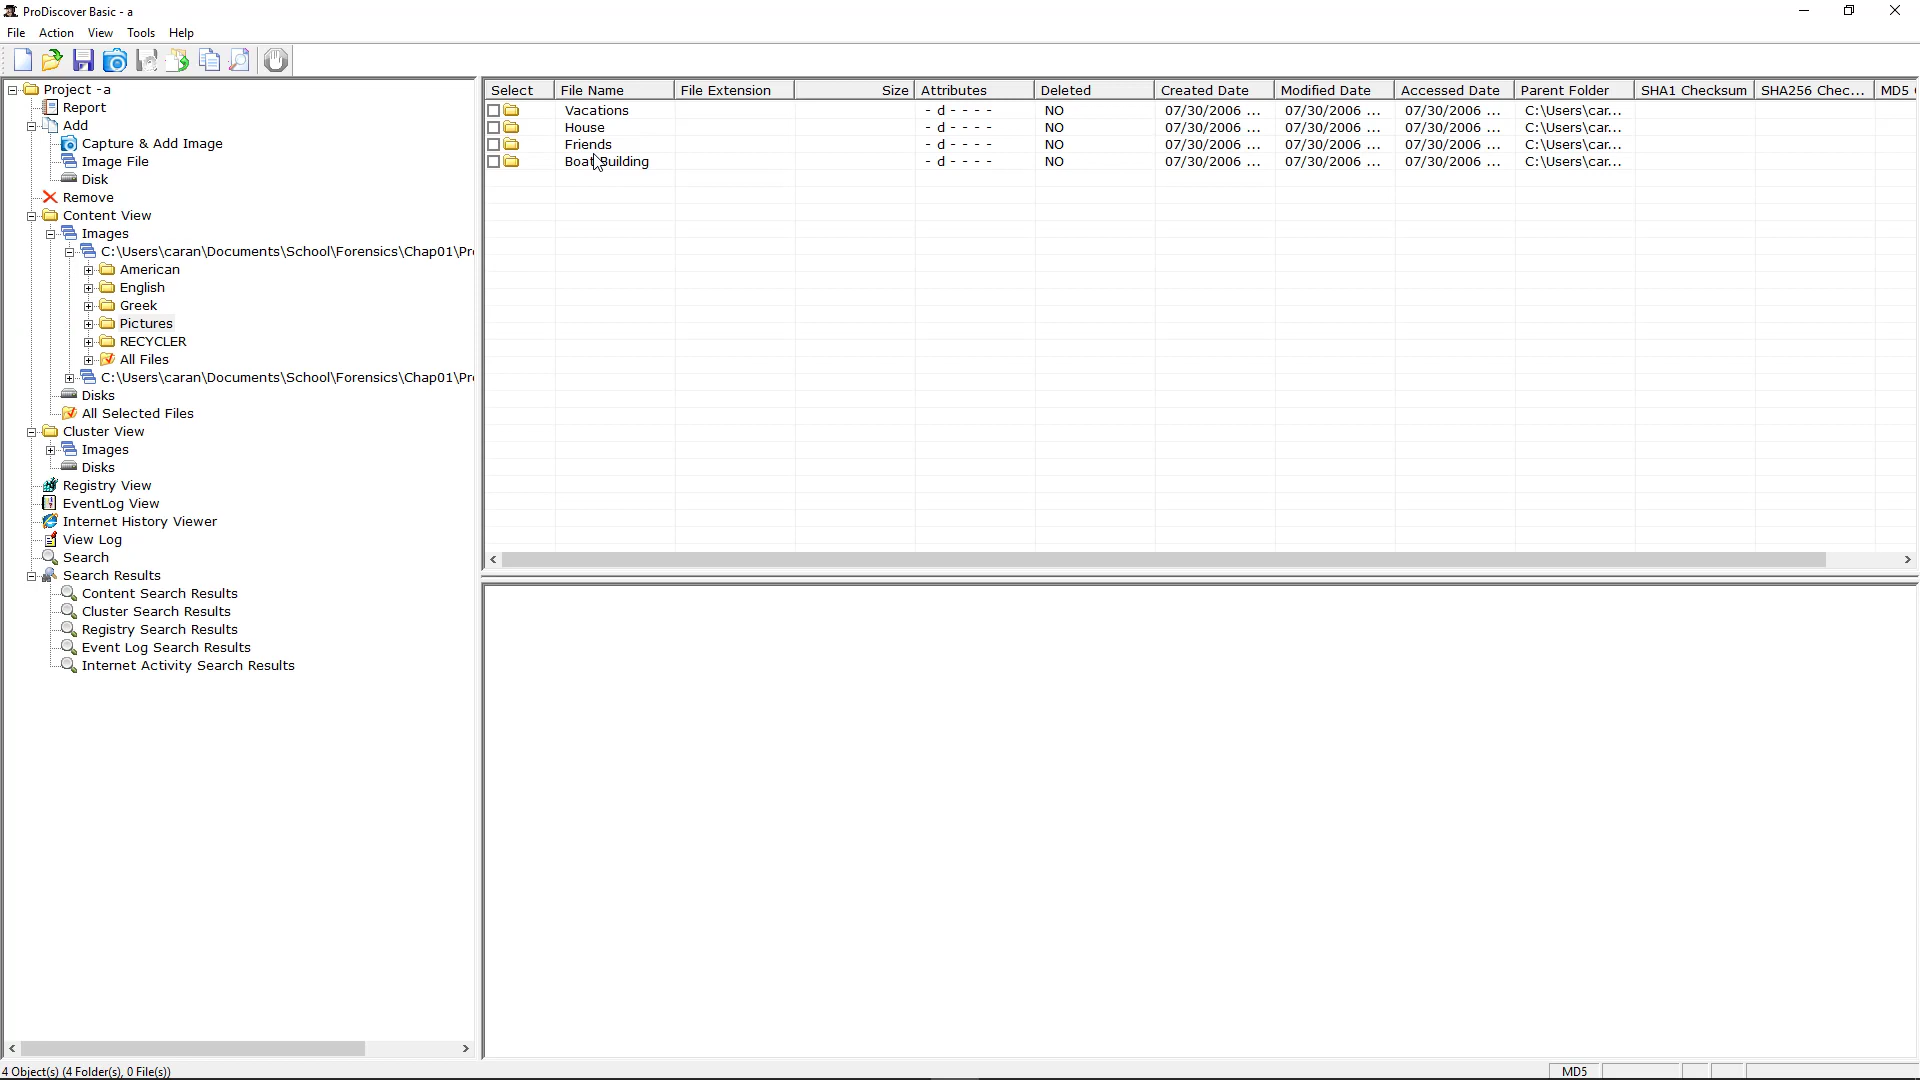 ProDiscover Basic - a
File Action View Tools Help
Project -a
Report
Add
Capture & Add Image
Image File
Disk
Remove
Content View
Images
C:\Users\caran\Documents\School\Forensics\Chap01\Pr
American
English
Greek
Pictures
RECYCLER
All Files
C:\Users\caran\Documents\School\Forensics\Chap01\Pr
Disks
All Selected Files
Cluster View
Images
Disks
Registry View
EventLog View
Internet History Viewer
View Log
Search
Search Results
Content Search Results
Cluster Search Results
Registry Search Results
Event Log Search Results
Internet Activity Search Results
Select File Name File Extension Size Attributes Deleted Created Date Modified Date Accessed Date Parent Folder SHA1 Checksum SHA256 Chec... MD5
Vacations - d - - - - NO 07/30/2006 ... 07/30/2006 ... 07/30/2006 ... C:\Users\car...
House - d - - - - NO 07/30/2006 ... 07/30/2006 ... 07/30/2006 ... C:\Users\car...
Friends - d - - - - NO 07/30/2006 ... 07/30/2006 ... 07/30/2006 ... C:\Users\car...
Boat Building - d - - - - NO 07/30/2006 ... 07/30/2006 ... 07/30/2006 ... C:\Users\car...
4 Object(s) (4 Folder(s), 0 File(s)) MD5